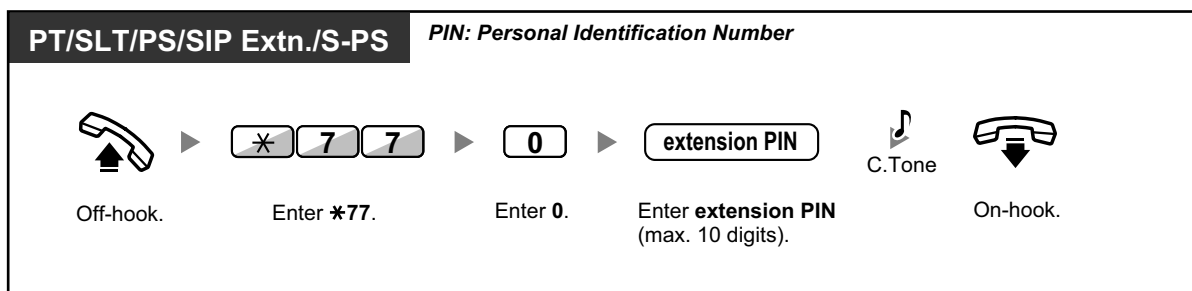 PT/SLT/PS/SIP Extn./S-PS
PIN: Personal Identification Number
✱ 7 7 0 extension PIN
C.Tone
Off-hook. Enter ✱77. Enter 0. Enter extension PIN On-hook.
(max. 10 digits).